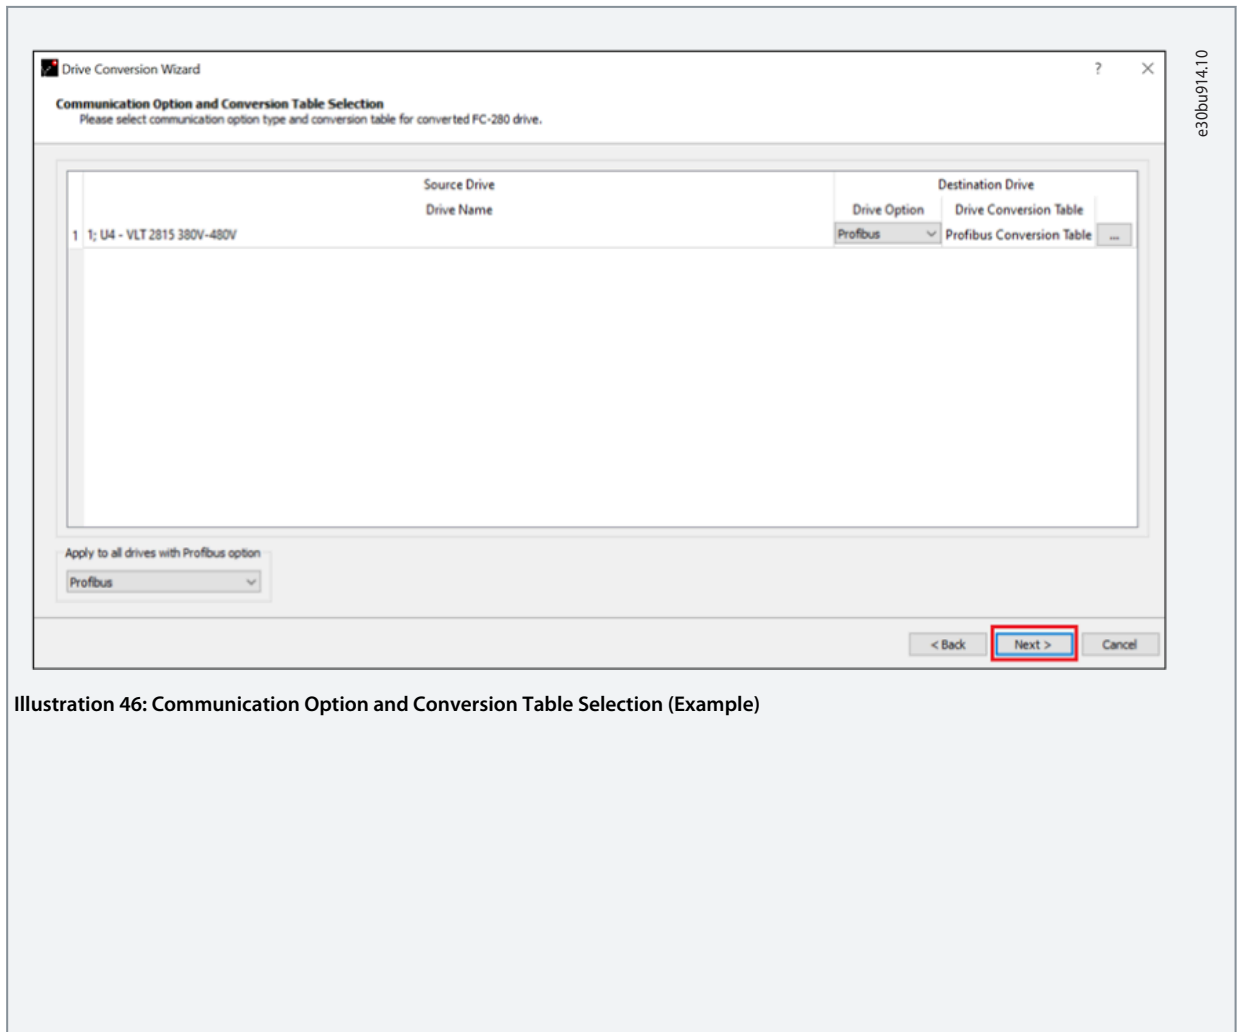 e30bu914.10
Drive Conversion Wizard
?
Communication Option and Conversion Table Selection
Please select communication option type and conversion table for converted FC-280 drive.
Source Drive
Destination Drive
Drive Name
Drive Option
Drive Conversion Table
1
1; U4 - VLT 2815 380V-480V
Profibus
Profibus Conversion Table
...
Apply to all drives with Profibus option
Profibus
< Back
Next >
Cancel
Illustration 46: Communication Option and Conversion Table Selection (Example)